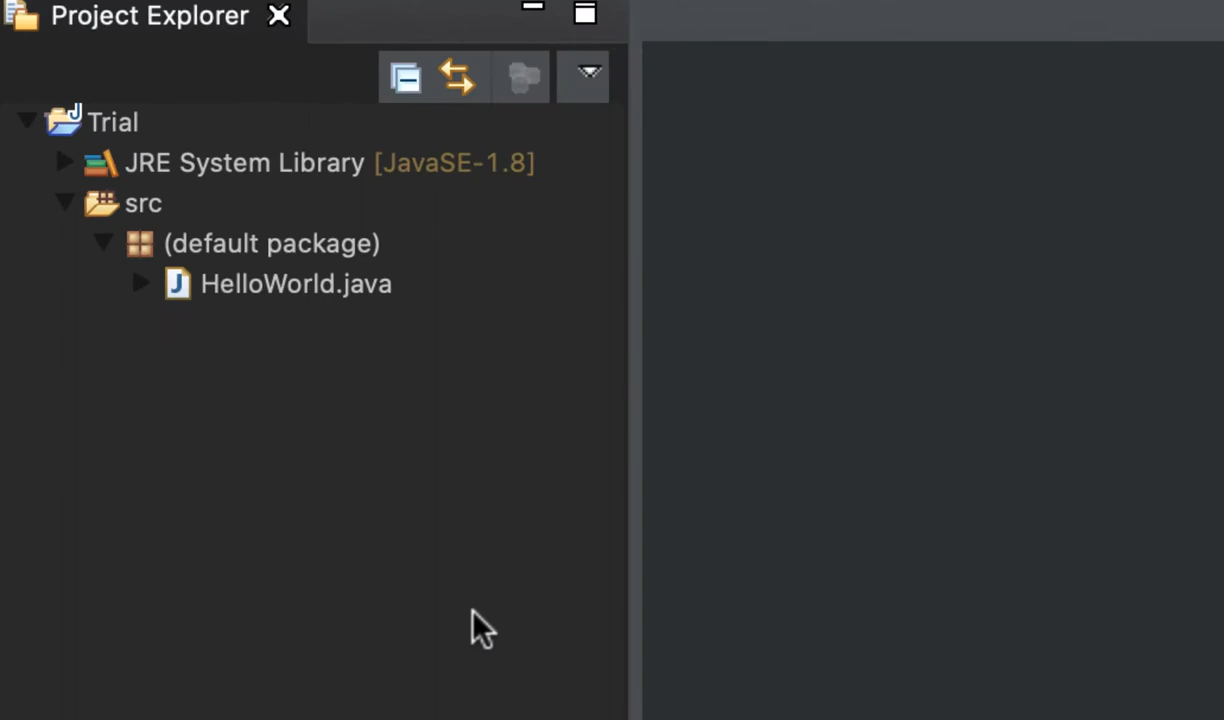 Project Explorer
Trial
JRE System Library [JavaSE-1.8]
src
(default package)
HelloWorld.java